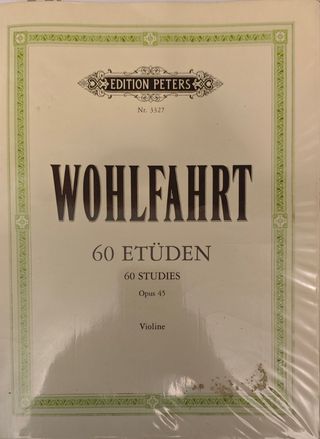 EDITION PETERS
Nr. 3327
WOHLFAHRT
60 ETÜDEN
60 STUDIES
Opus 45
Violine